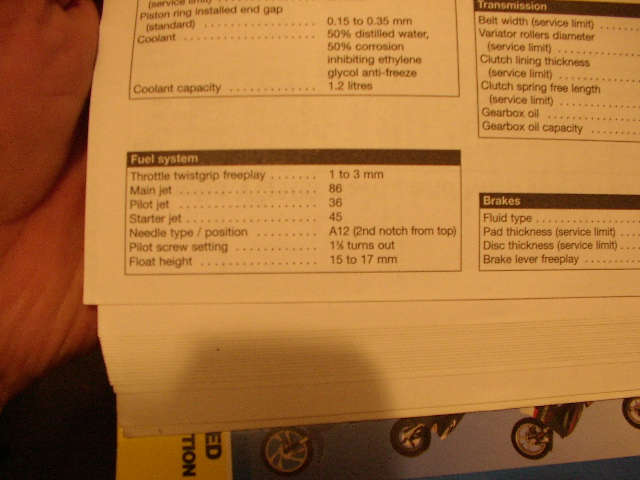 (service limit)
Piston ring installed end gap
(standard) . . . . . . . . . . . . . . . . . . . . . 0.15 to 0.35 mm
Coolant . . . . . . . . . . . . . . . . . . . . . . . . 50% distilled water,
50% corrosion
inhibiting ethylene
glycol anti-freeze
Coolant capacity . . . . . . . . . . . . . . . . 1.2 litres
Fuel system
Throttle twistgrip freeplay . . . . . . . 1 to 3 mm
Main jet . . . . . . . . . . . . . . . . . . . . . 86
Pilot jet . . . . . . . . . . . . . . . . . . . . . 36
Starter jet . . . . . . . . . . . . . . . . . . . 45
Needle type / position . . . . . . . . . A12 (2nd notch from top)
Pilot screw setting . . . . . . . . . . . . turns out
Float height . . . . . . . . . . . . . . . . . 15 to 17 mm
Transmission
Belt width (service limit) . . . .
Variator rollers diameter
(service limit) . . . . . . . . . .
Clutch lining thickness
(service limit) . . . . . . . . . .
Clutch spring free length
(service limit) . . . . . . . . . .
Gearbox oil . . . . . . . . . . . .
Gearbox oil capacity . . . . .
Brakes
Fluid type . . . . . . . . . . . . . .
Pad thickness (service limit) . . . .
Disc thickness (service limit) . . . .
Brake lever freeplay . . . . . . .
ED
TION